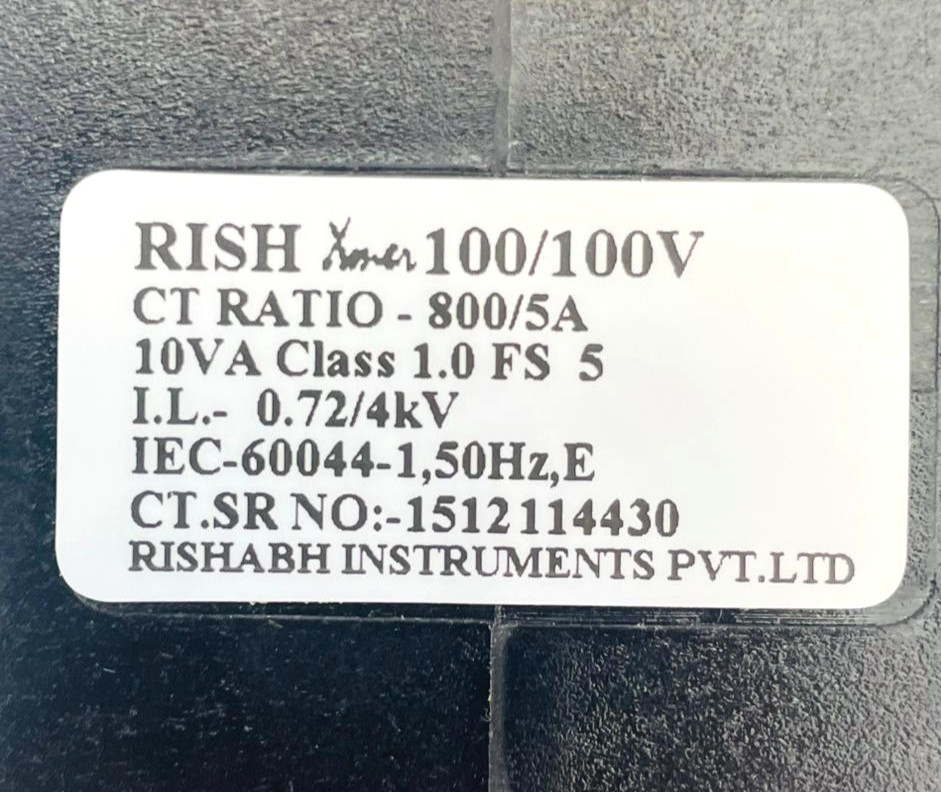 RISH Xmer 100/100V
CT RATIO - 800/5A
10VA Class 1.0 FS 5
I.L.- 0.72/4kV
IEC-60044-1,50Hz,E
CT.SR NO:-1512114430
RISHABH INSTRUMENTS PVT.LTD